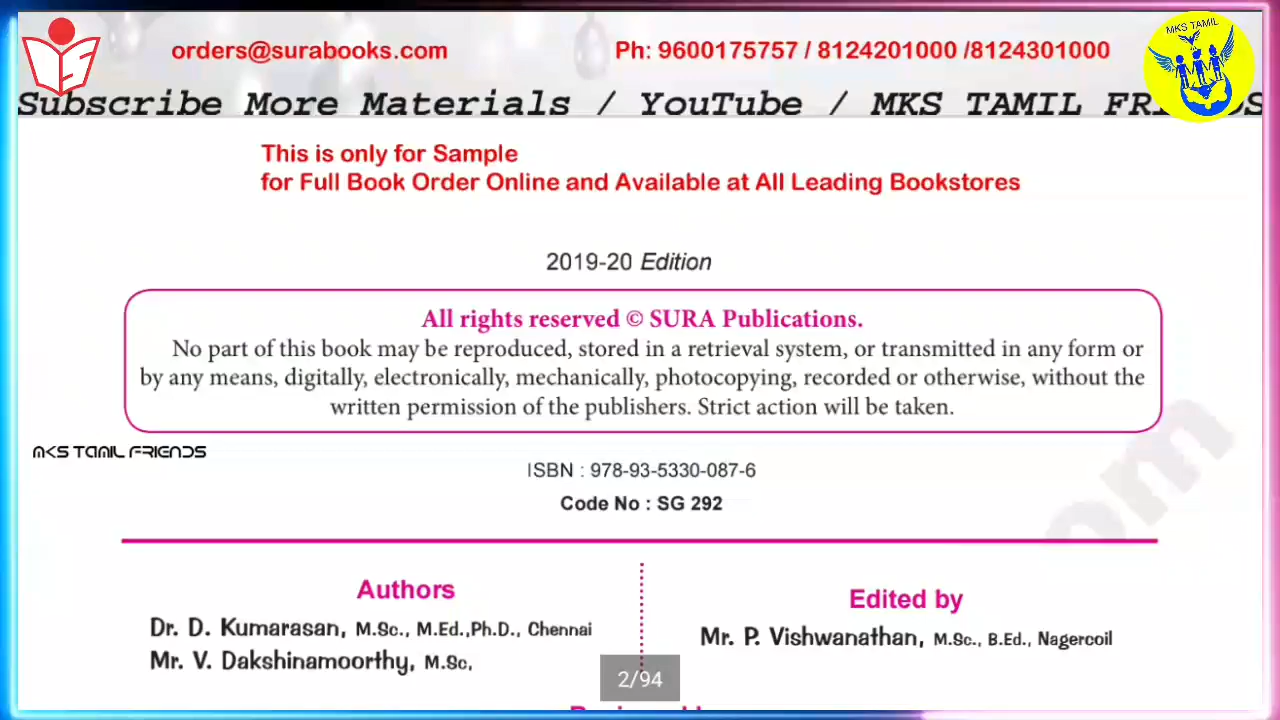 orders@surabooks.com
Ph: 9600175757 / 8124201000 /8124301000
MKS TAMIL
Subscribe More Materials / YouTube / MKS TAMIL
This is only for Sample
for Full Book Order Online and Available at All Leading Bookstores
2019-20 Edition
All rights reserved © SURA Publications.
No part of this book may be reproduced, stored in a retrieval system, or transmitted in any form or
by any means, digitally, electronically, mechanically, photocopying, recorded or otherwise, without the
written permission of the publishers. Strict action will be taken.
MKS TAMIL FRIENDS
ISBN : 978-93-5330-087-6
Code No : SG 292
om
Authors
Dr. D. Kumarasan, M.Sc., M.Ed.,Ph.D., Chennai
Mr. V. Dakshinamoorthy, M.Sc,
Edited by
Mr. P. Vishwanathan, M.Sc., B.Ed., Nagercoil
2/94